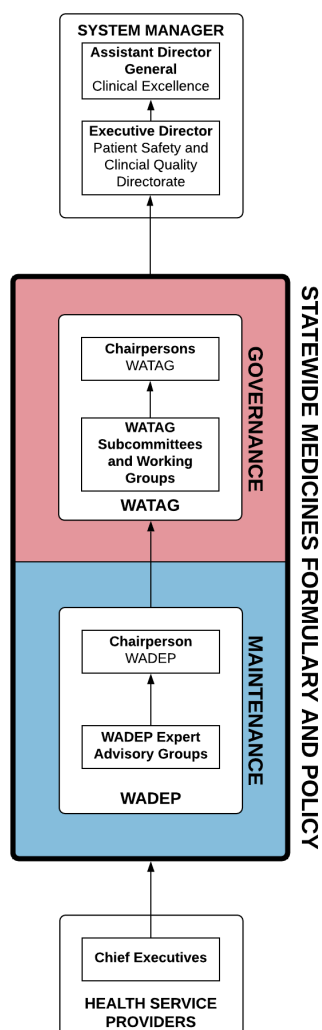 SYSTEM MANAGER
Assistant Director
General
Clinical Excellence
Executive Director
Patient Safety and
Clincial Quality
Directorate
STATEWIDE MEDICINES FORMULARY AND POLICY
GOVERNANCE
Chairpersons
WATAG
WATAG
Subcommittees
and Working
Groups
WATAG
MAINTENANCE
Chairperson
WADEP
WADEP Expert
Advisory Groups
WADEP
Chief Executives
HEALTH SERVICE
PROVIDERS